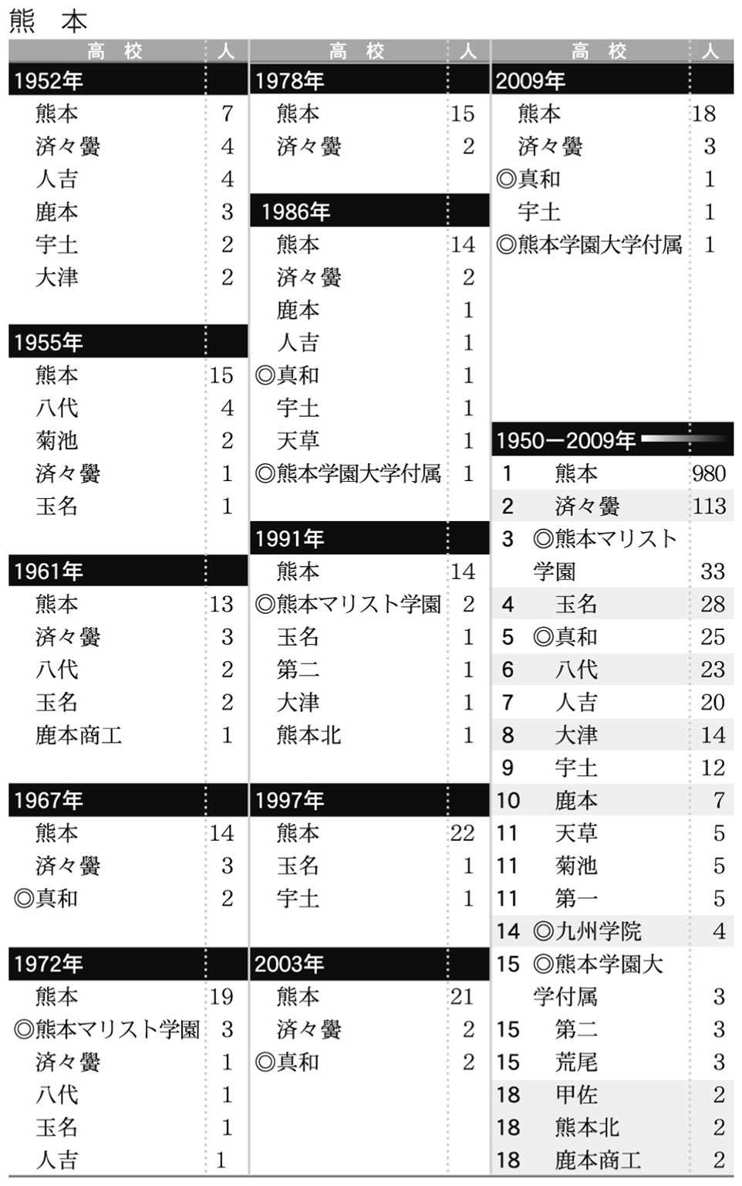 熊 本
高 校 人
1952年
熊本 7
済々黌 4
人吉 4
鹿本 3
宇土 2
大津 2
1955年
熊本 15
八代 4
菊池 2
済々黌 1
玉名 1
1961年
熊本 13
済々黌 3
八代 2
玉名 2
鹿本商工 1
1967年
熊本 14
済々黌 3
◎真和 2
1972年
熊本 19
◎熊本マリスト学園 3
済々黌 1
八代 1
玉名 1
人吉 1
高 校 人
1978年
熊本 15
済々黌 2
1986年
熊本 14
済々黌 2
鹿本 1
人吉 1
◎真和 1
宇土 1
天草 1
◎熊本学園大学付属 1
1991年
熊本 14
◎熊本マリスト学園 2
玉名 1
第二 1
大津 1
熊本北 1
1997年
熊本 22
玉名 1
宇土 1
2003年
熊本 21
済々黌 2
◎真和 2
高 校 人
2009年
熊本 18
済々黌 3
◎真和 1
宇土 1
◎熊本学園大学付属 1
1950ー2009年
1 熊本 980
2 済々黌 113
3 ◎熊本マリスト
学園 33
4 玉名 28
5 ◎真和 25
6 八代 23
7 人吉 20
8 大津 14
9 宇土 12
10 鹿本 7
11 天草 5
11 菊池 5
11 第一 5
14 ◎九州学院 4
15 ◎熊本学園大
学付属 3
15 第二 3
15 荒尾 3
18 甲佐 2
18 熊本北 2
18 鹿本商工 2